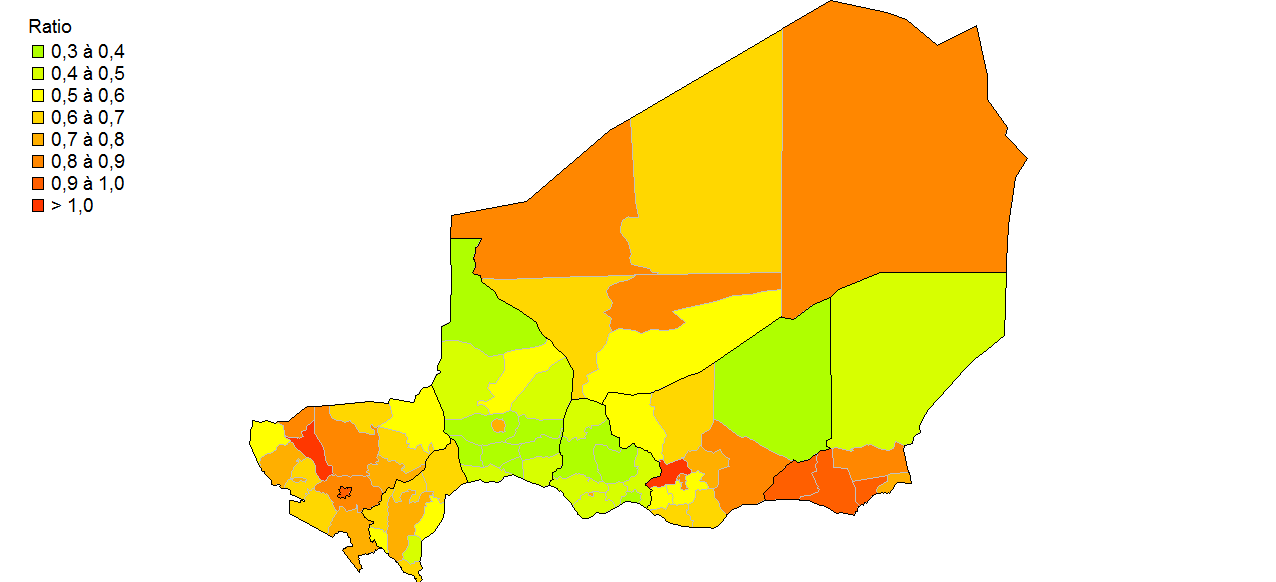 Ratio
0,3 à 0,4
0,4 à 0,5
0,5 à 0,6
0,6 à 0,7
0,7 à 0,8
0,8 à 0,9
0,9 à 1,0
> 1,0